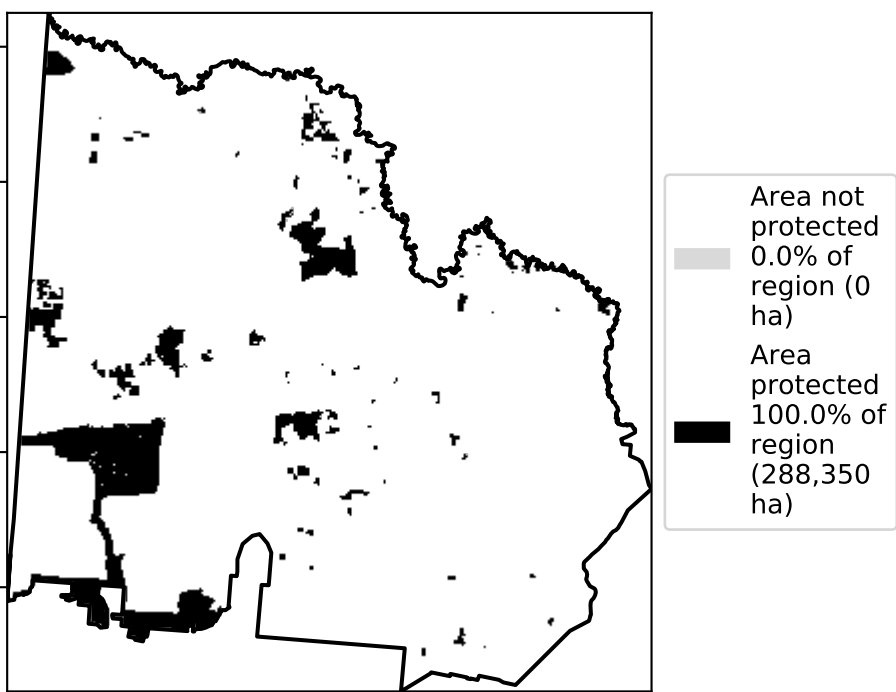 Area not
protected
0.0% of
region (0
ha)
Area
protected
100.0% of
region
(288,350
ha)